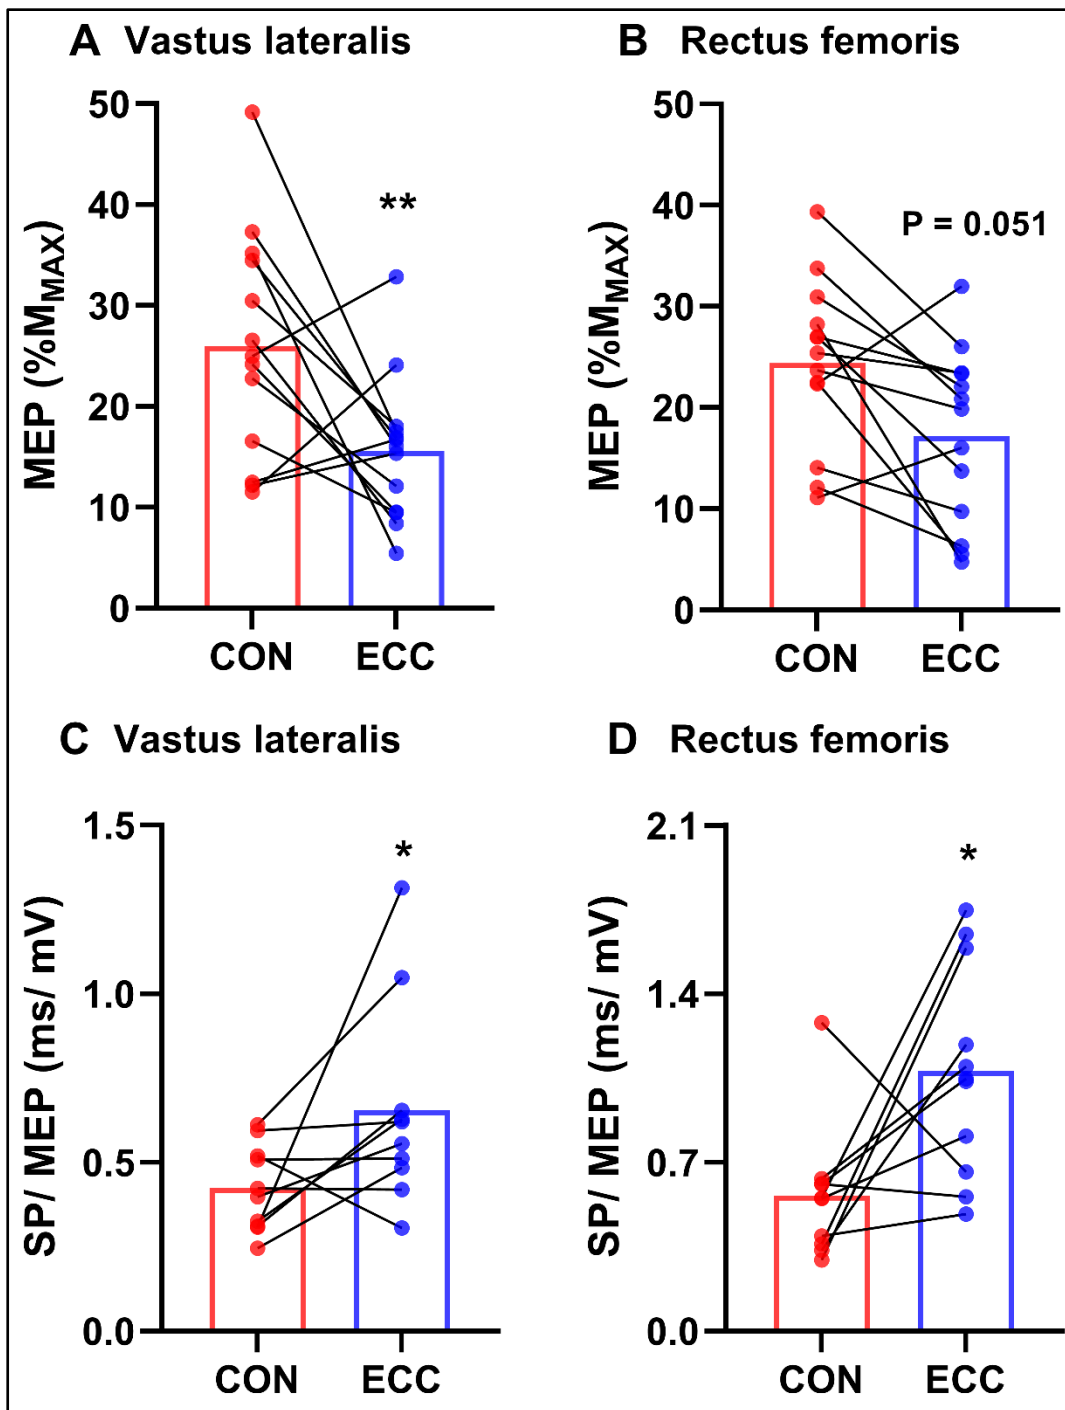 A Vastus lateralis
B Rectus femoris
MEP (%MMAX)
50
40
30
20
10
0
**
CON
ECC
MEP (%MMAX)
50
40
30
20
10
0
P = 0.051
CON
ECC
C Vastus lateralis
D Rectus femoris
SP/ MEP (ms/ mV)
1.5
1.0
0.5
0.0
*
CON
ECC
SP/ MEP (ms/ mV)
2.1
1.4
0.7
0.0
*
CON
ECC